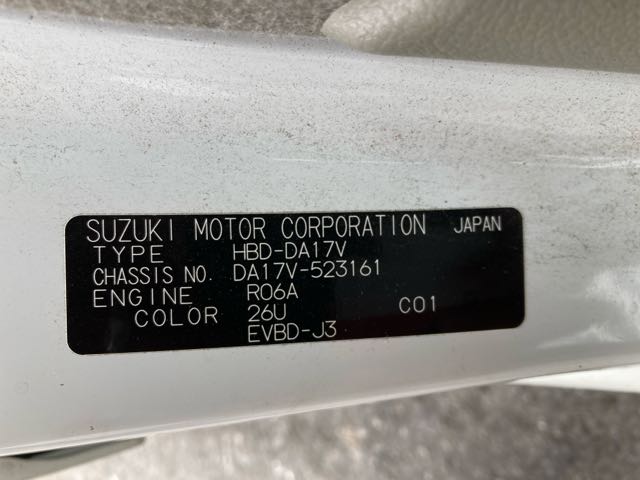 SUZUKI MOTOR CORPORATION JAPAN
TYPE HBD-DA17V
CHASSIS NO. DA17V-523161
ENGINE R06A
COLOR 26U C01
EVBD-J3